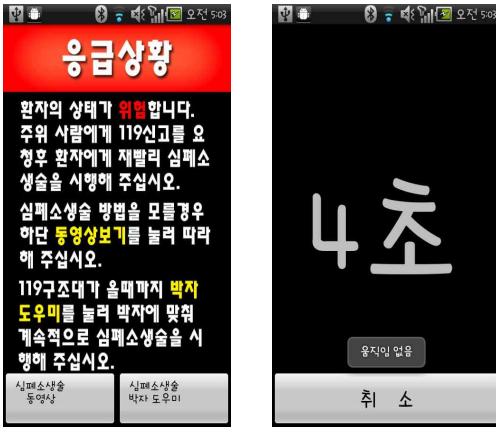 오전 5:03
응급상황
환자의 상태가 위험합니다.
주위 사람에게 119신고를 요
청후 환자에게 재빨리 심폐소
생술을 시행해 주십시오.
심폐소생술 방법을 모를경우
하단 동영상보기를 눌러 따라
해 주십시오.
119구조대가 올때까지 박자
도우미를 눌러 박자에 맞춰
계속적으로 심폐소생술을 시
행해 주십시오.
심폐소생술
동영상
심폐소생술
박자 도우미
오전 5:03
4초
움직임 없음
취 소